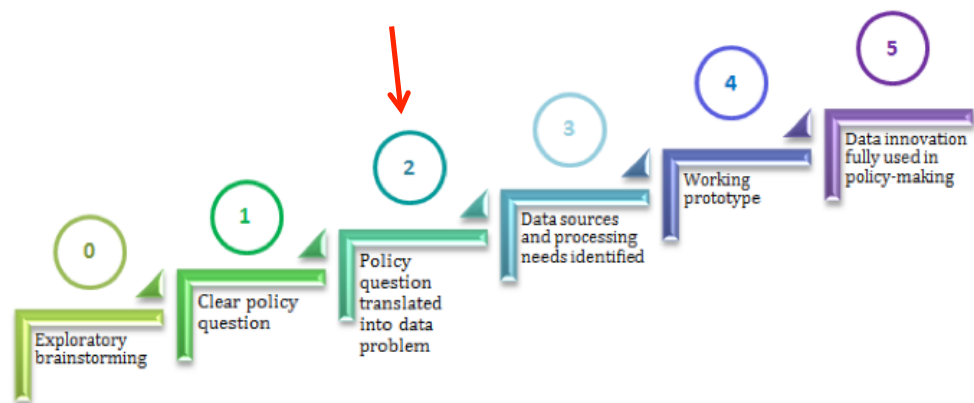 0
Exploratory
brainstorming
1
Clear policy
question
2
Policy
question
translated
into data
problem
3
Data sources
and processing
needs identified
4
Working
prototype
5
Data innovation
fully used in
policy-making